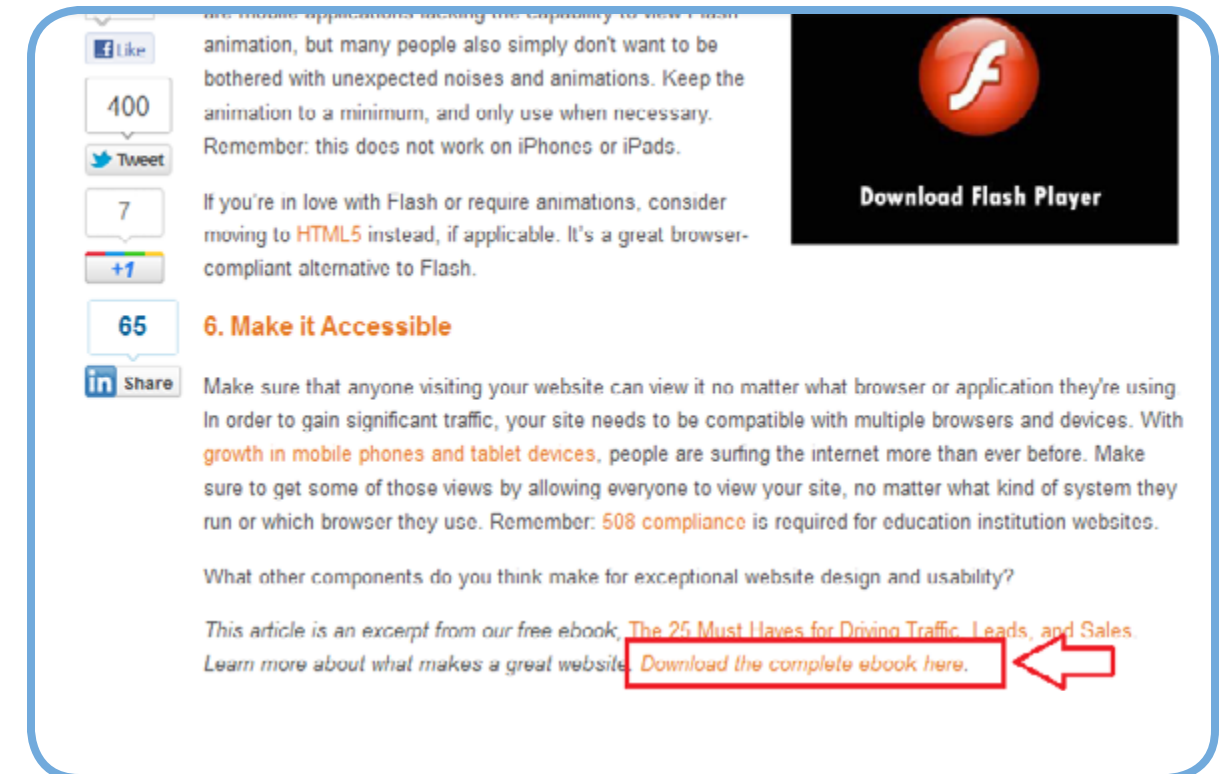 are mobile applications lacking the capability to view Flash
animation, but many people also simply don't want to be
bothered with unexpected noises and animations. Keep the
animation to a minimum, and only use when necessary.
Remember: this does not work on iPhones or iPads.
If you're in love with Flash or require animations, consider
moving to HTML5 instead, if applicable. It's a great browser-
compliant alternative to Flash.
Download Flash Player
Like
400
Tweet
7
+1
65
in Share
6. Make it Accessible
Make sure that anyone visiting your website can view it no matter what browser or application they're using.
In order to gain significant traffic, your site needs to be compatible with multiple browsers and devices. With
growth in mobile phones and tablet devices, people are surfing the internet more than ever before. Make
sure to get some of those views by allowing everyone to view your site, no matter what kind of system they
run or which browser they use. Remember: 508 compliance is required for education institution websites.
What other components do you think make for exceptional website design and usability?
This article is an excerpt from our free ebook, The 25 Must Haves for Driving Traffic, Leads, and Sales.
Learn more about what makes a great website. Download the complete ebook here.